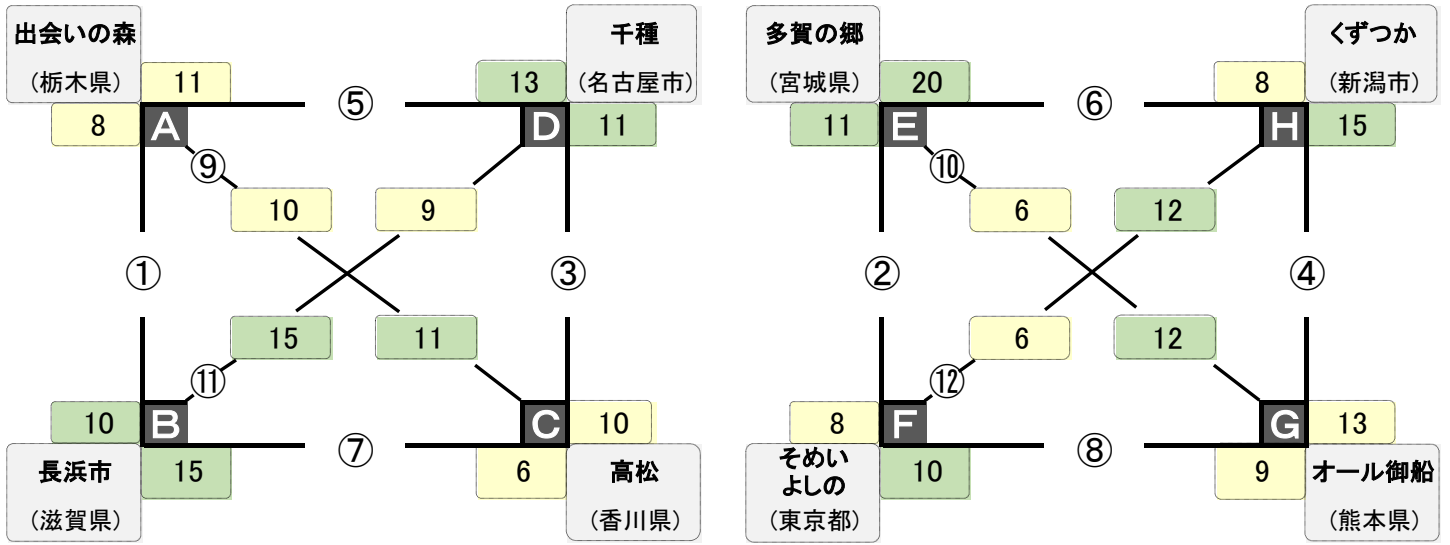 出会いの森
(栃木県)
11
8
A
⑤
千種
(名古屋市)
13
11
D
⑨
10
9
①
③
15
11
⑪
10
B
長浜市
(滋賀県)
15
⑦
C
10
6
高松
(香川県)
多賀の郷
(宮城県)
20
11
E
⑥
くずつか
(新潟市)
8
15
H
⑩
6
12
②
④
6
12
⑫
8
F
そめい
よしの
(東京都)
10
⑧
G
13
9
オール御船
(熊本県)